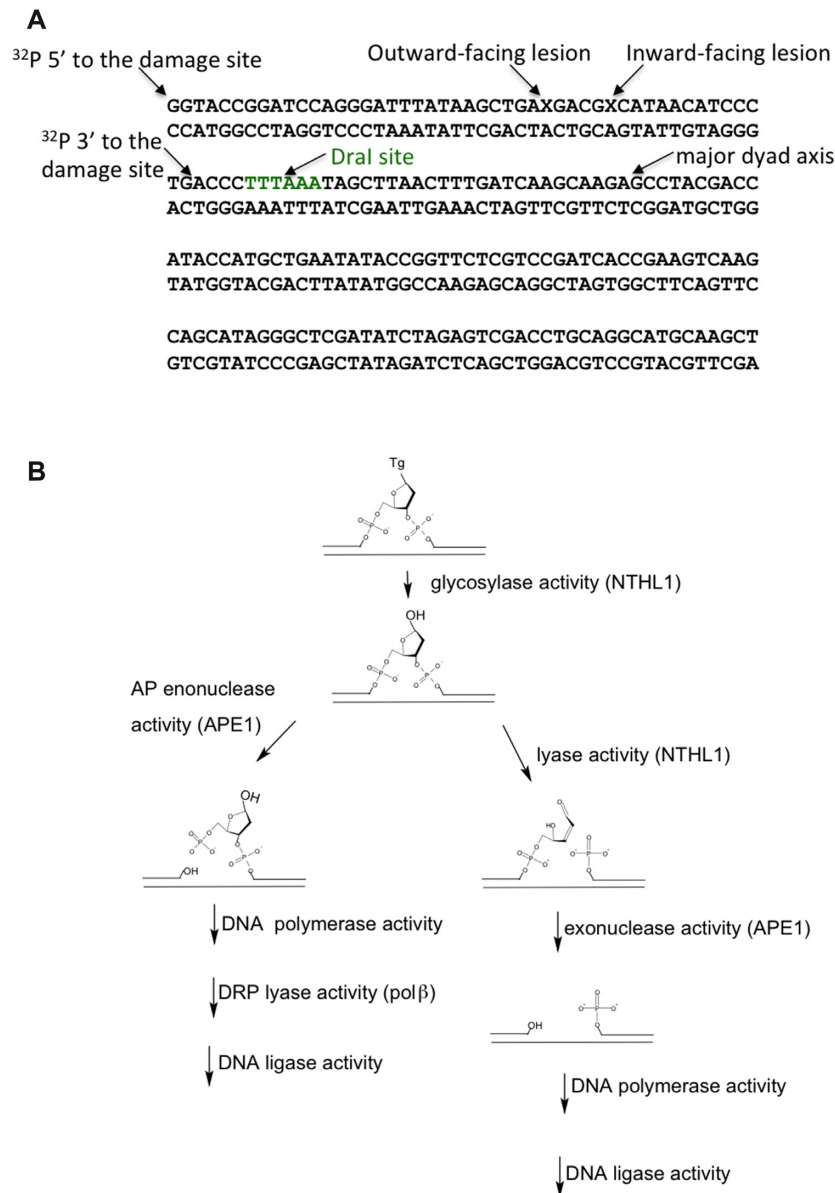 A
32P 5’ to the damage site
Outward-facing lesion
Inward-facing lesion
GGTACCGGATCCAGGGATTTATAAGCTGAXGACGXCATAACATCCC
CCATGGCCTAGGTCCCTAAATATTCGACTACTGCAGTATTGTAGGG
32P 3’ to the
damage site
DraI site
major dyad axis
TGACCCTTTAAATAGCTTAACTTTGATCAAGCAAGAGCCTACGACC
ACTGGGAAATTTATCGAATTGAAACTAGTTCGTTCTCGGATGCTGG
ATACCATGCTGAATATACCGGTTCTCGTCCGATCACCGAAGTCAAG
TATGGTACGACTTATATGGCCAAGAGCAGGCTAGTGGCTTCAGTTC
CAGCATAGGGCTCGATATCTAGAGTCGACCTGCAGGCATGCAAGCT
GTCGTATCCCGAGCTATAGATCTCAGCTGGACGTCCGTACGTTCGA
B
Tg
glycosylase activity (NTHL1)
OH
AP enonuclease
activity (APE1)
lyase activity (NTHL1)
OH
OH
HO
DNA polymerase activity
exonuclease activity (APE1)
DRP lyase activity (polβ)
OH
DNA ligase activity
DNA polymerase activity
DNA ligase activity